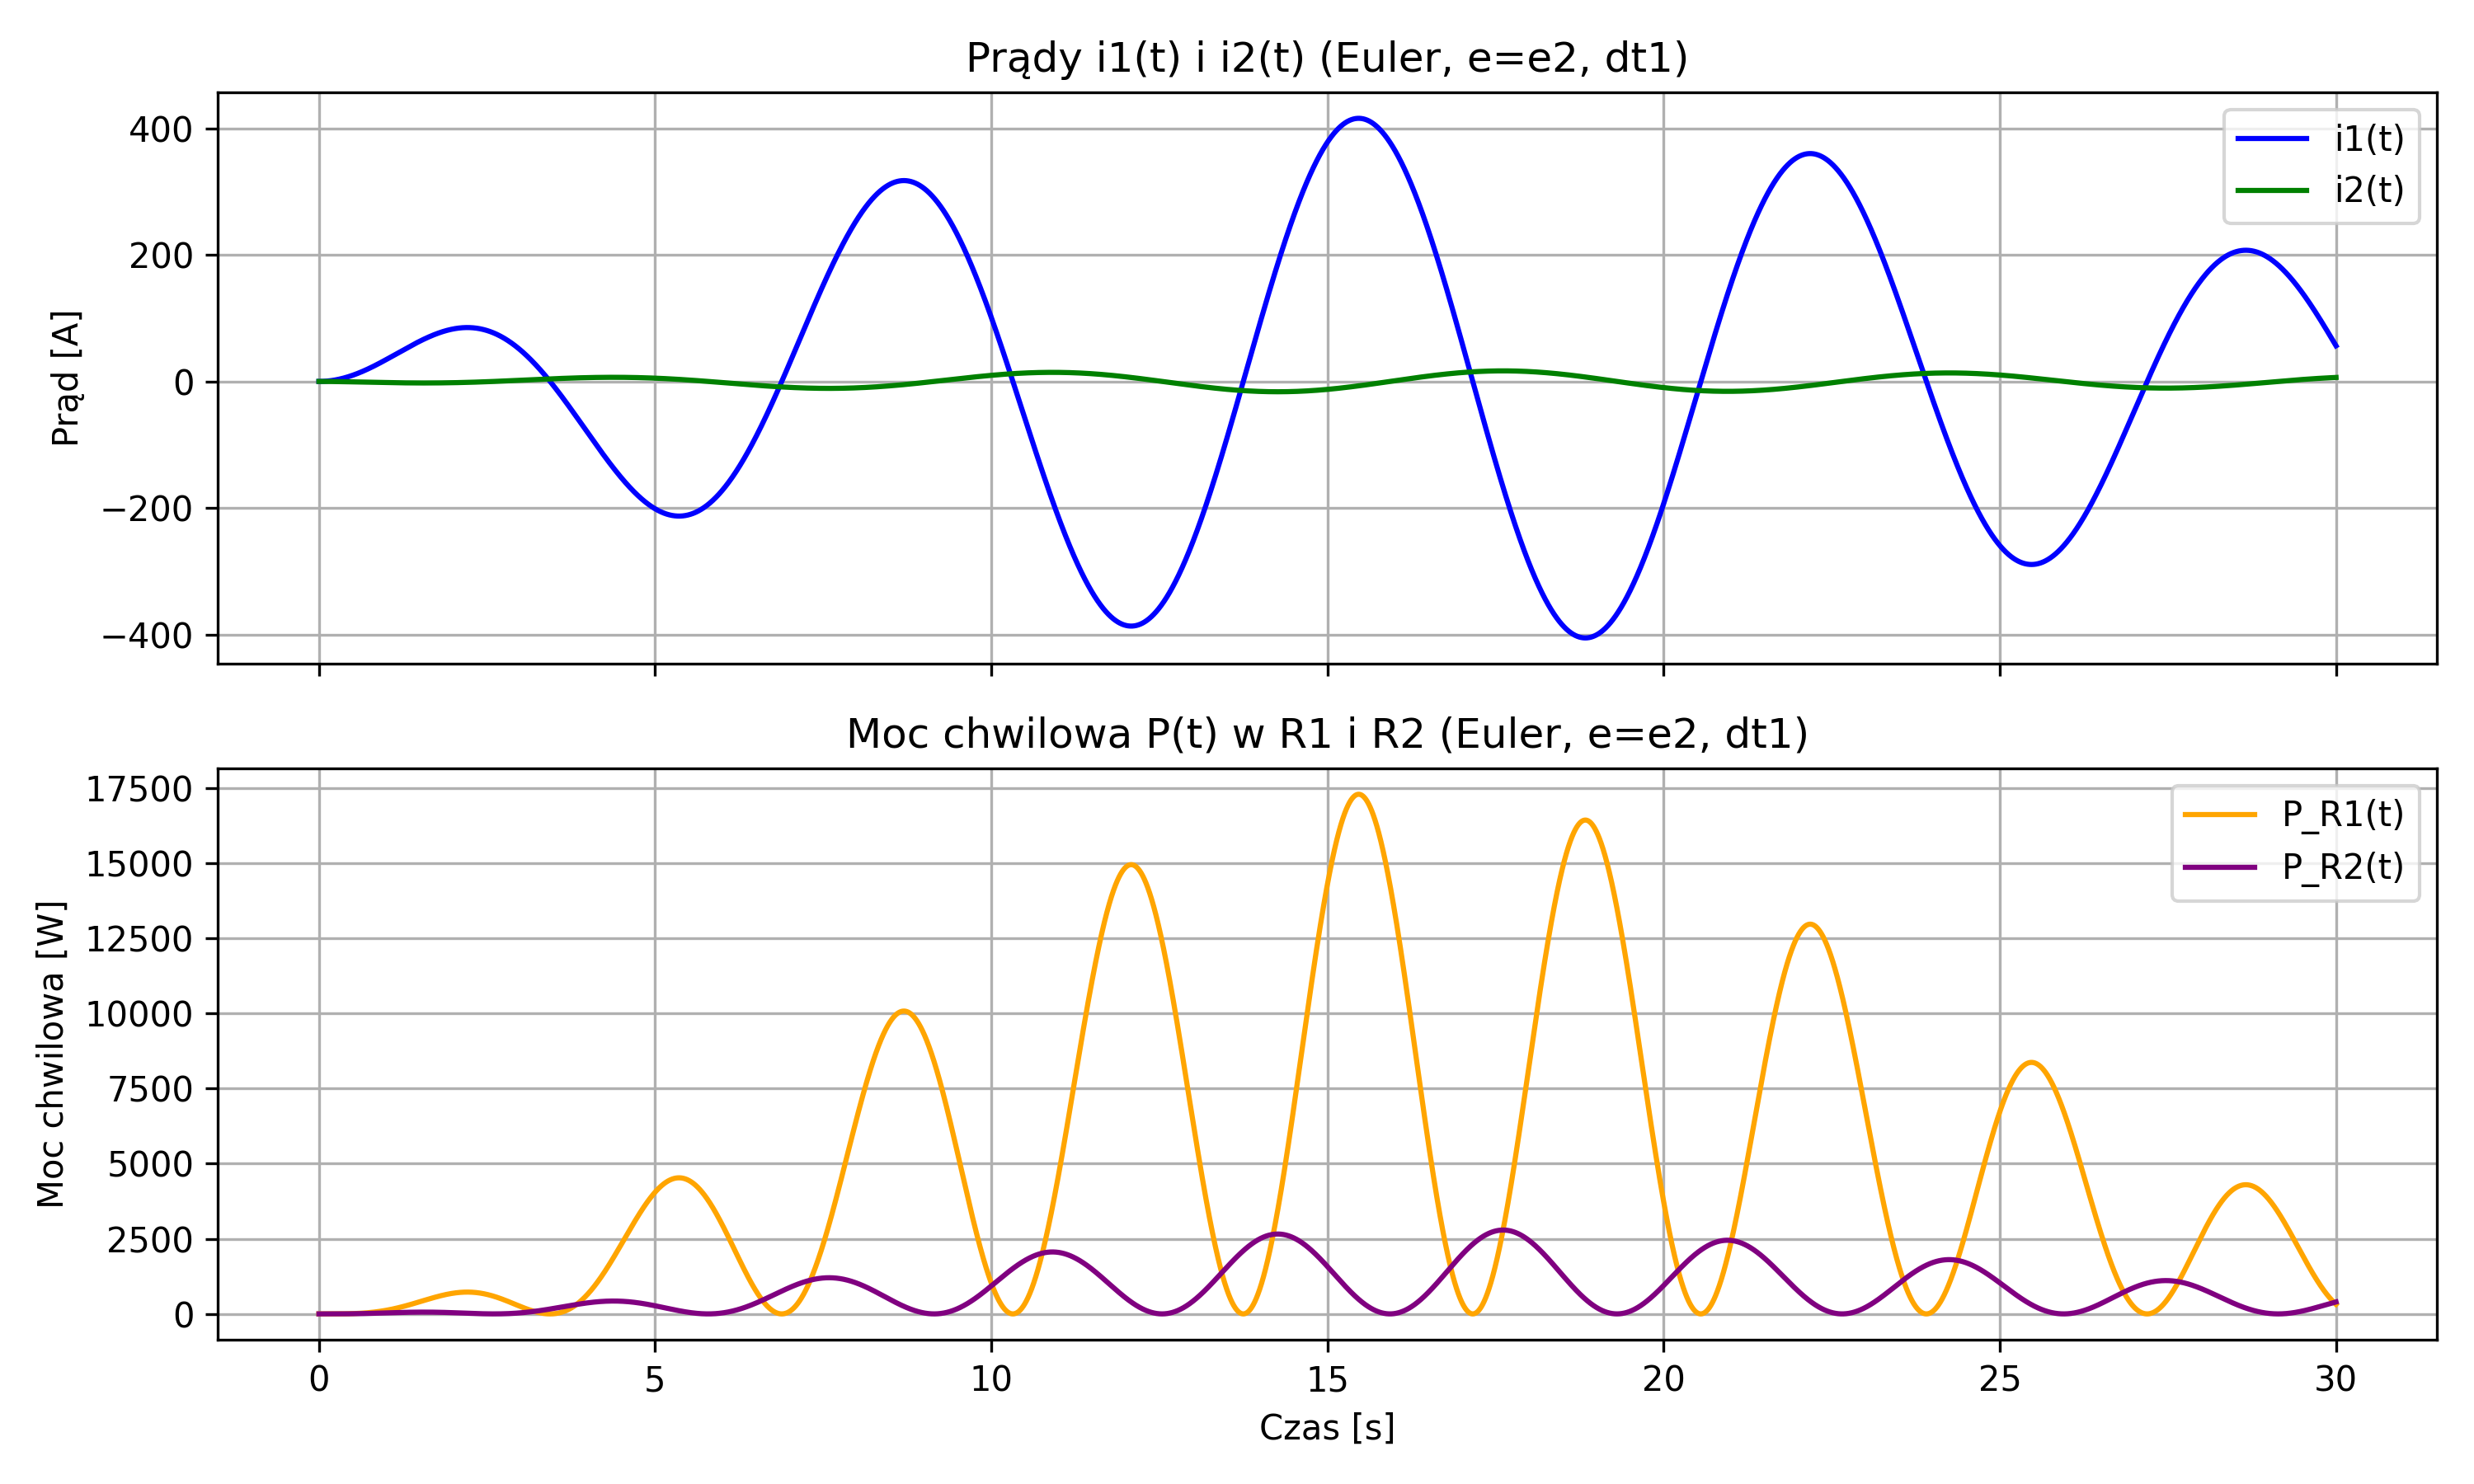 Prądy i1(t) i i2(t) (Euler, e=e2, dt1)
400
200
0
−200
−400
Prąd [A]
i1(t)
i2(t)
Moc chwilowa P(t) w R1 i R2 (Euler, e=e2, dt1)
17500
15000
12500
10000
7500
5000
2500
0
Moc chwilowa [W]
P_R1(t)
P_R2(t)
0 5 10 15 20 25 30
Czas [s]